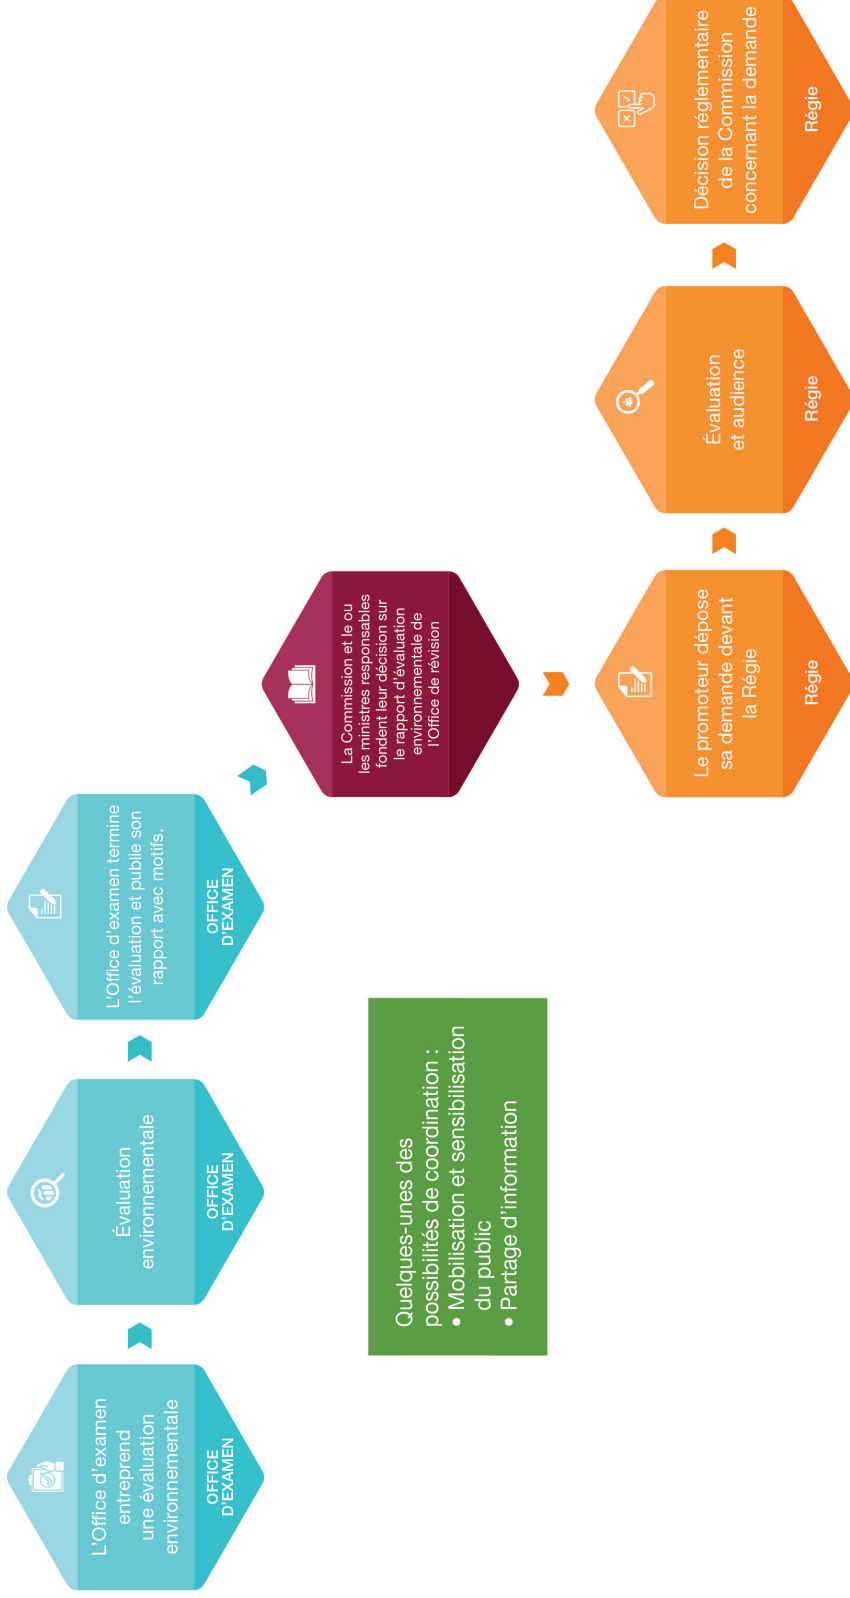 L'Office d'examen
entreprend
une évaluation
environnementale
OFFICE
D'EXAMEN
Évaluation
environnementale
OFFICE
D'EXAMEN
L'Office d'examen termine
l'évaluation et publie son
rapport avec motifs.
OFFICE
D'EXAMEN
La Commission et le ou
les ministres responsables
fondent leur décision sur
le rapport d'évaluation
environnementale de
l'Office de révision
Quelques-unes des
possibilités de coordination :
• Mobilisation et sensibilisation
du public
• Partage d'information
Le promoteur dépose
sa demande devant
la Régie
Régie
Évaluation
et audience
Régie
Décision réglementaire
de la Commission
concernant la demande
Régie